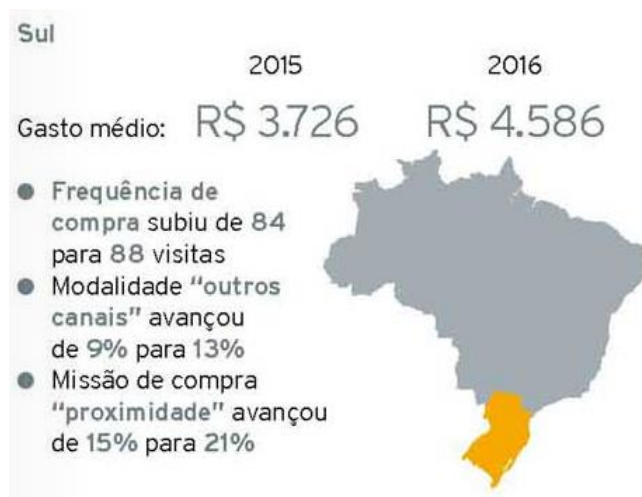 Sul
2015 2016
Gasto médio: R$ 3.726 R$ 4.586
● Frequência de
compra subiu de 84
para 88 visitas
● Modalidade “outros
canais” avançou
de 9% para 13%
● Missão de compra
“proximidade” avançou
de 15% para 21%